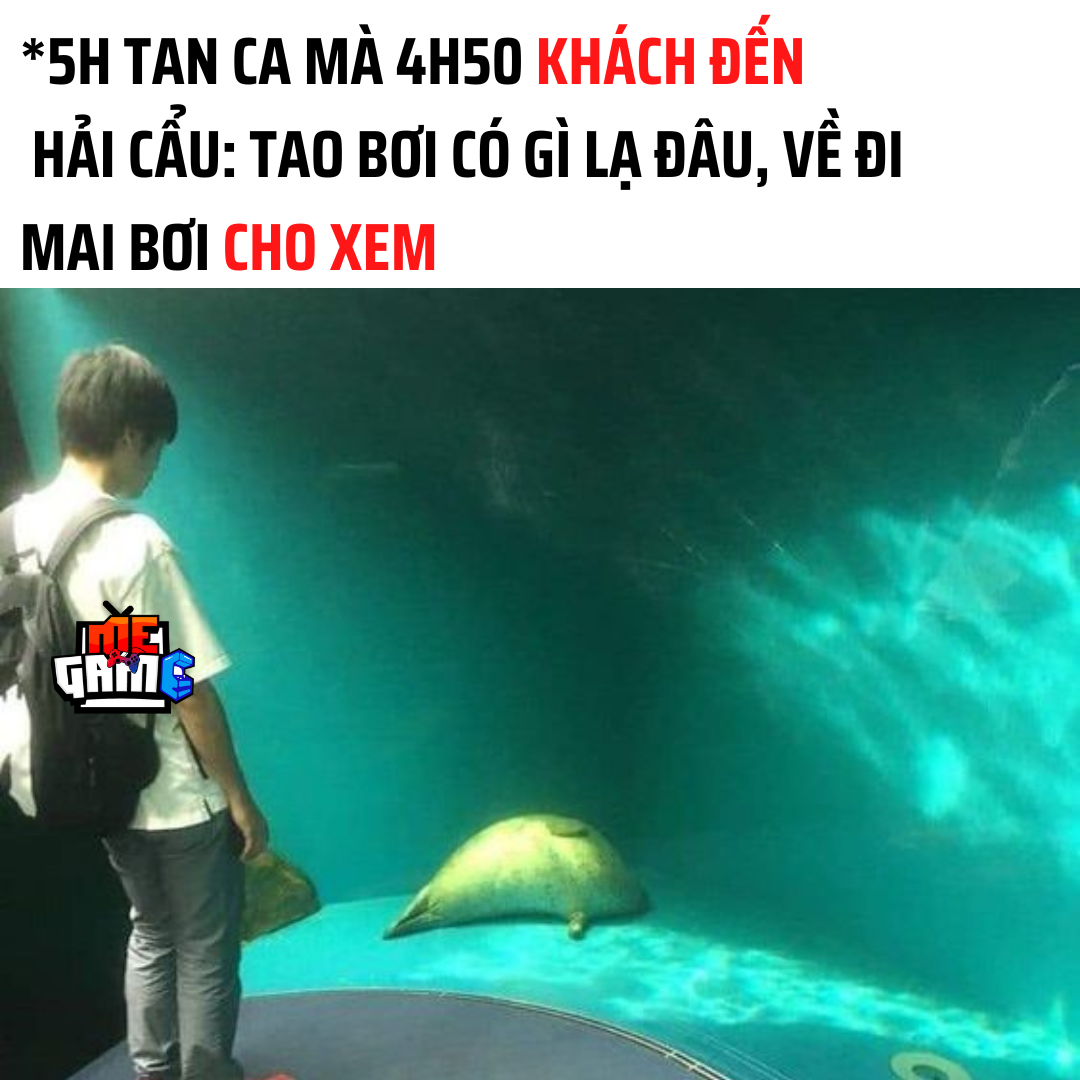 *5H TAN CA MÀ 4H50 KHÁCH ĐẾN
HẢI CẨU: TAO BƠI CÓ GÌ LẠ ĐÂU, VỀ ĐI
MAI BƠI CHO XEM
ME
GAME